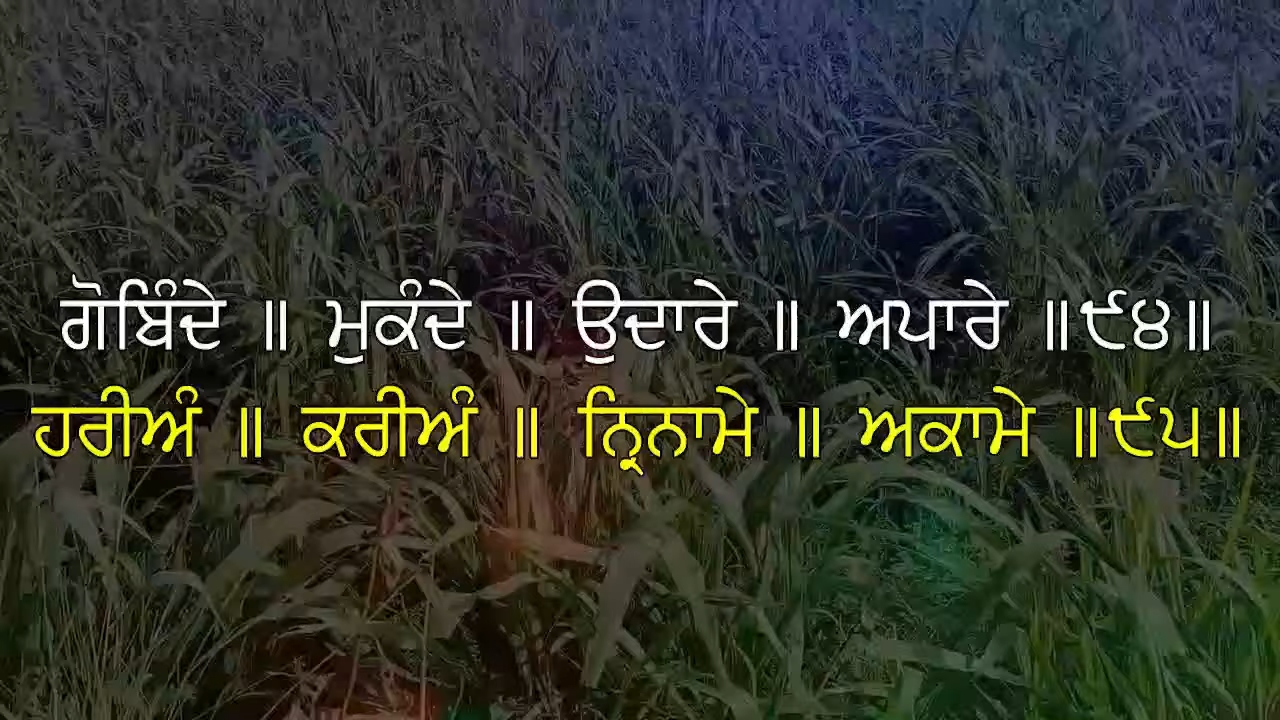 ਗੋਬਿੰਦੇ ॥ ਮੁਕੰਦੇ ॥ ਉਦਾਰੇ ॥ ਅਪਾਰੇ ॥੯੪॥
ਹਰੀਅੰ ॥ ਕਰੀਅੰ ॥ ਨ੍ਰਿਨਾਮੇ ॥ ਅਕਾਮੇ ॥੯੫॥